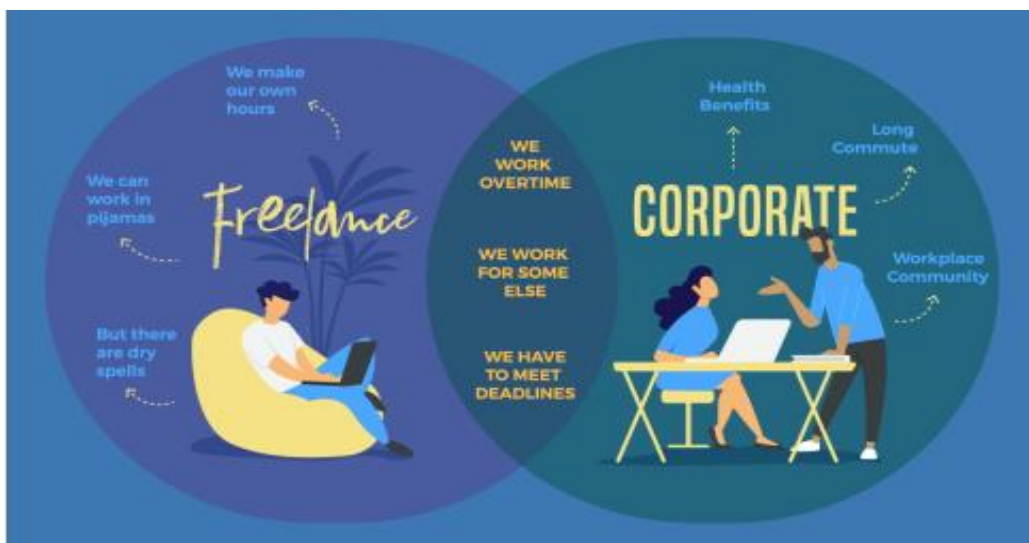 We make
our own
hours
We can
work in
pijamas
But there
are dry
spells
Freelance
WE
WORK
OVERTIME
WE WORK
FOR SOME
ELSE
WE HAVE
TO MEET
DEADLINES
Health
Benefits
Long
Commute
CORPORATE
Workplace
Community